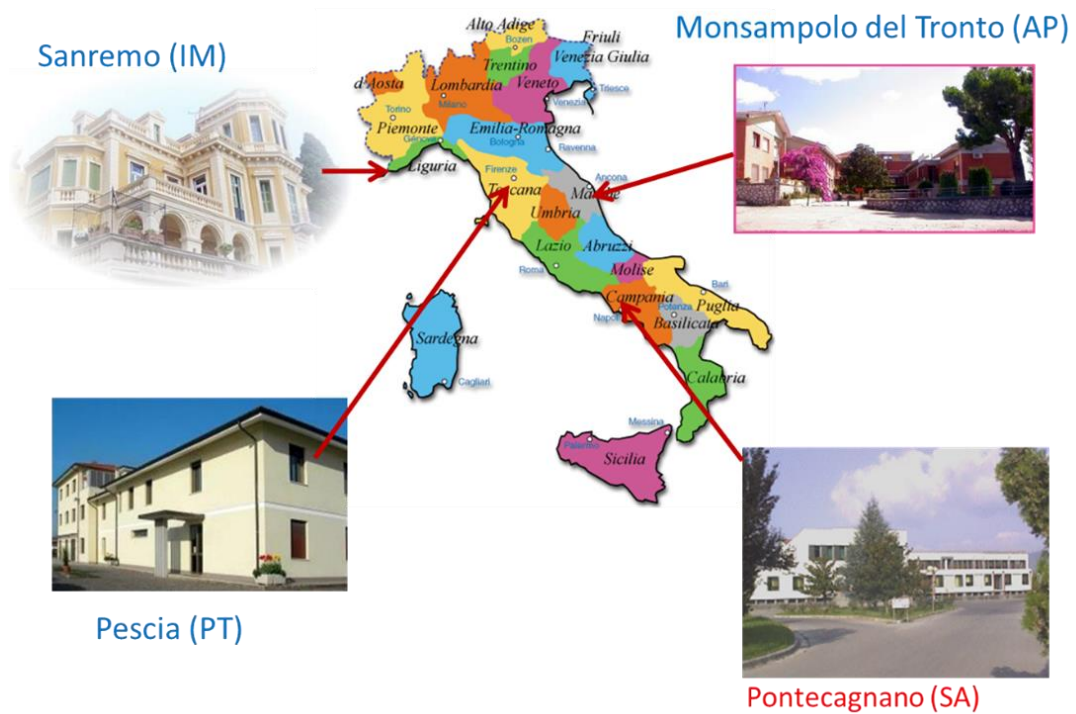 Sanremo (IM)
Monsampolo del Tronto (AP)
Alto Adige
Bozen
Friuli
Venezia Giulia
Trentino
d'Aosta
Lombardia
Veneto
Triesce
Venezia
Milano
Torino
Piemonte
Genova
Emilia-Romagna
Bologna
Ravenna
Liguria
Firenze
Toscana
Ancona
Marche
Umbria
Lazio
Abruzzi
Roma
Molise
Campania
Bari
Puglia
Potenza
Napoli
Basilicata
Sardegna
Cagliari
Calabria
Messina
Palermo
Sicilia
Pescia (PT)
Pontecagnano (SA)